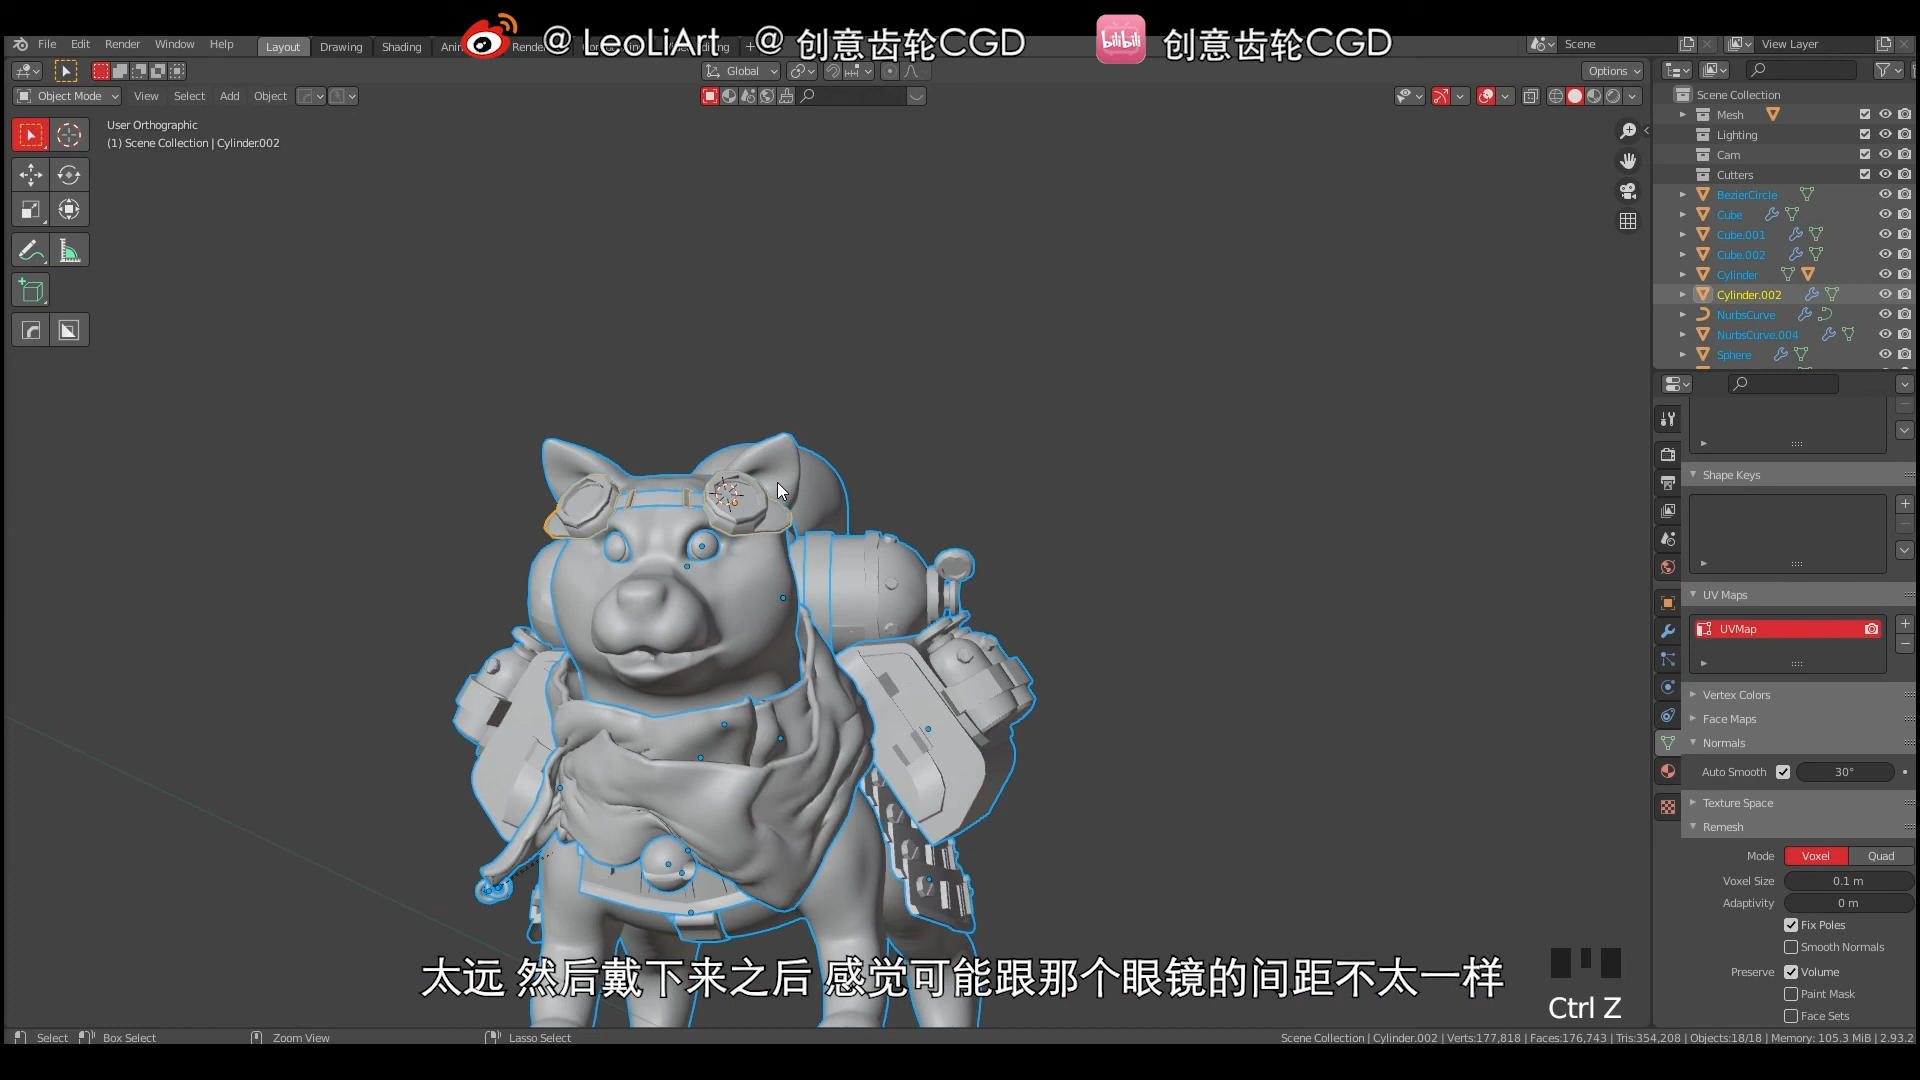 @ LeoLiArt @ 创意齿轮CGD bilibili 创意齿轮CGD
File Edit Render Window Help Layout Drawing Shading Scene View Layer
Global Options
Object Mode View Select Add Object
User Orthographic
(1) Scene Collection | Cylinder.002
Scene Collection
Mesh
Lighting
Cam
Cutters
BezierCircle
Cube
Cube.001
Cube.002
Cylinder
Cylinder.002
NurbsCurve
NurbsCurve.004
Sphere
Shape Keys
UV Maps
UVMap
Vertex Colors
Face Maps
Normals
Auto Smooth 30°
Texture Space
Remesh
Mode Voxel Quad
Voxel Size 0.1 m
Adaptivity 0 m
Fix Poles
Smooth Normals
Preserve Volume
Paint Mask
Face Sets
太远 然后戴下来之后 感觉可能跟那个眼镜的间距不太一样
Ctrl Z
Select Box Select Zoom View Lasso Select Scene Collection | Cylinder.002 | Verts:177,818 | Faces:176,743 | Tris:354,208 | Objects:18/18 | Memory: 105.3 MiB | 2.93.2